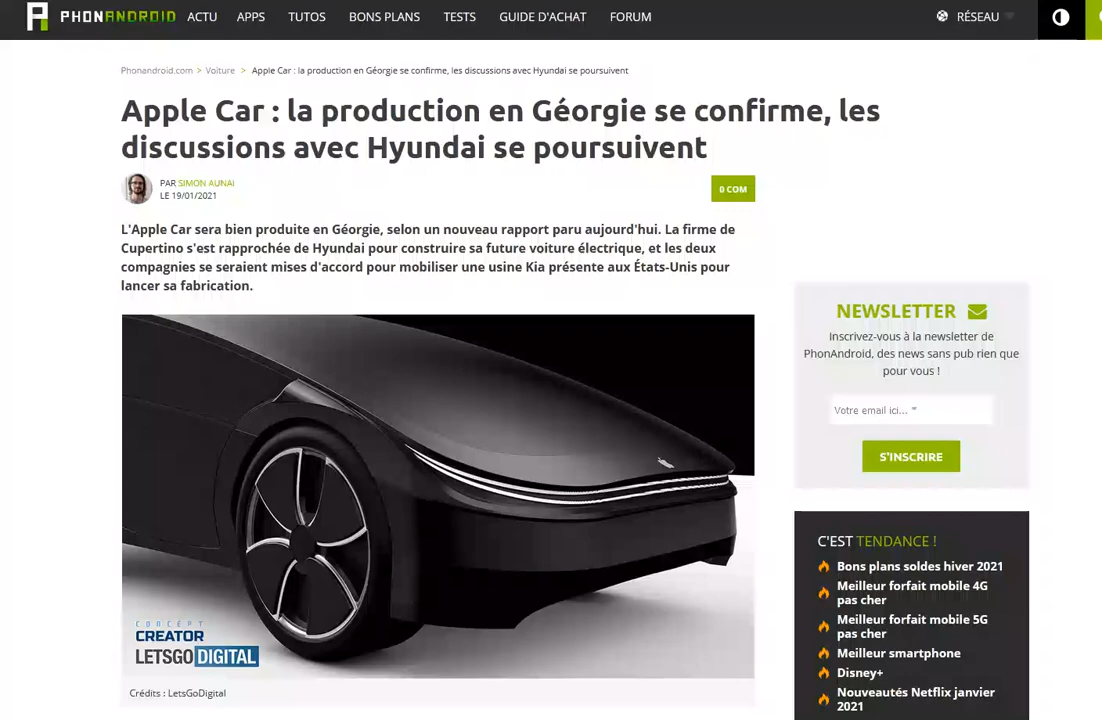 PHONANDROID ACTU APPS TUTOS BONS PLANS TESTS GUIDE D'ACHAT FORUM RÉSEAU
Phonandroid.com > Voiture > Apple Car : la production en Géorgie se confirme, les discussions avec Hyundai se poursuivent
Apple Car : la production en Géorgie se confirme, les
discussions avec Hyundai se poursuivent
PAR SIMON AUNAI
LE 19/01/2021
0 COM
L'Apple Car sera bien produite en Géorgie, selon un nouveau rapport paru aujourd'hui. La firme de
Cupertino s'est rapprochée de Hyundai pour construire sa future voiture électrique, et les deux
compagnies se seraient mises d'accord pour mobiliser une usine Kia présente aux États-Unis pour
lancer sa fabrication.
CONCEPT
CREATOR
LETSGODIGITAL
Crédits : LetsGoDigital
NEWSLETTER
Inscrivez-vous à la newsletter de
PhonAndroid, des news sans pub rien que
pour vous !
Votre email ici... *
S'INSCRIRE
C'EST TENDANCE !
Bons plans soldes hiver 2021
Meilleur forfait mobile 4G
pas cher
Meilleur forfait mobile 5G
pas cher
Meilleur smartphone
Disney+
Nouveautés Netflix janvier
2021